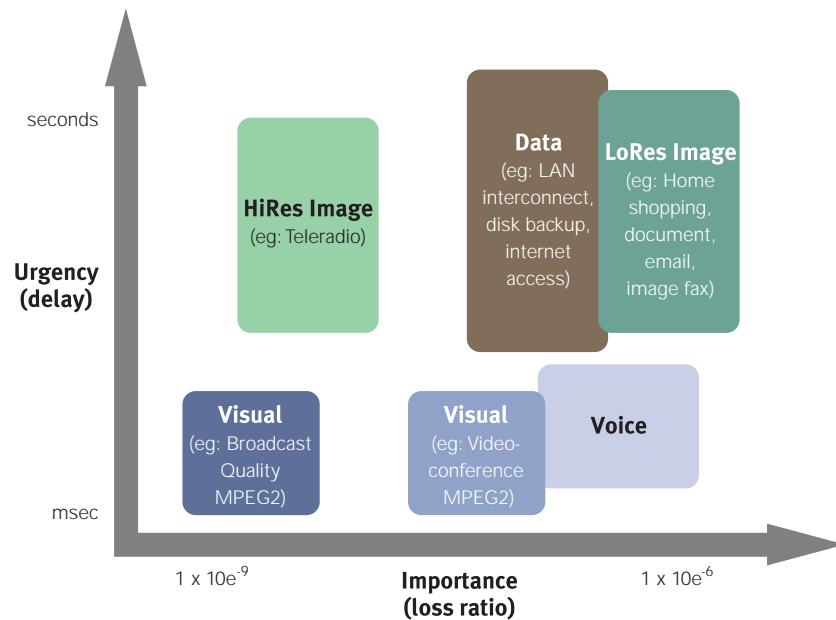 seconds
Urgency
(delay)
msec
HiRes Image
(eg: Teleradio)
Data
(eg: LAN
interconnect,
disk backup,
internet
access)
LoRes Image
(eg: Home
shopping,
document,
email,
image fax)
Visual
(eg: Broadcast
Quality
MPEG2)
Visual
(eg: Video-
conference
MPEG2)
Voice
1 x 10e-9
Importance
(loss ratio)
1 x 10e-6